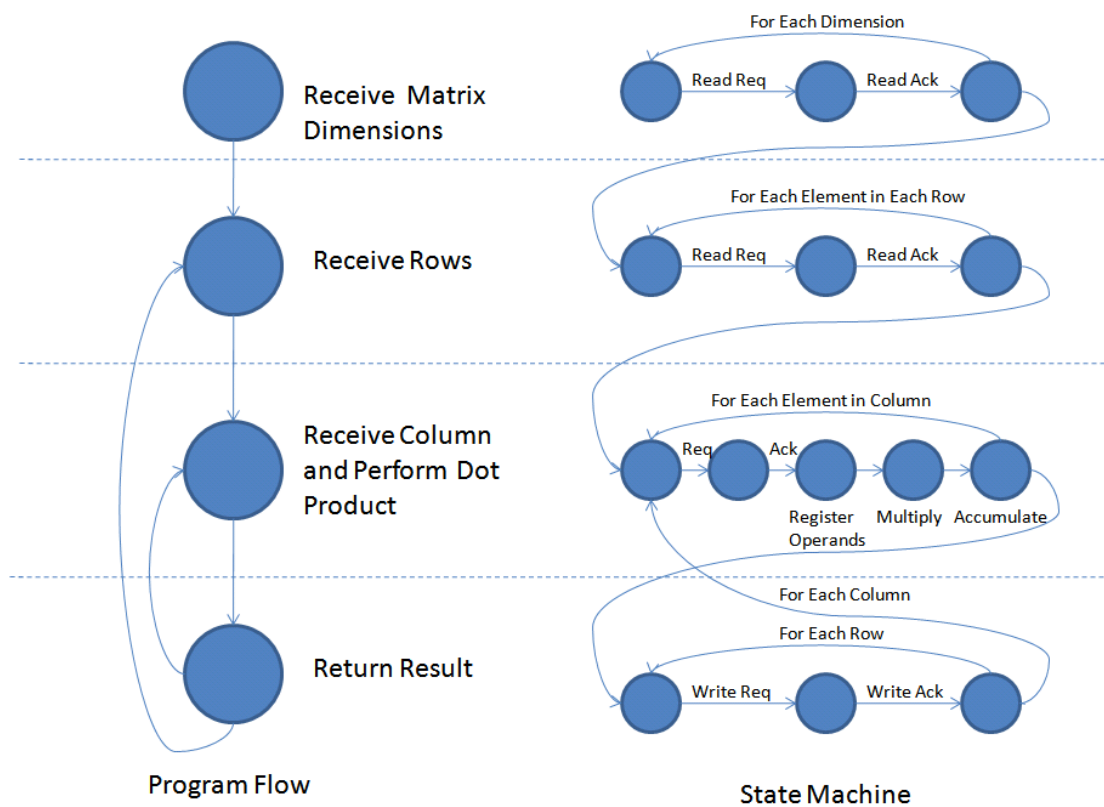 For Each Dimension
Receive Matrix
Dimensions
Read Req
Read Ack
For Each Element in Each Row
Receive Rows
Read Req
Read Ack
For Each Element in Column
Receive Column
and Perform Dot
Product
Req
Ack
Register
Operands
Multiply
Accumulate
For Each Column
For Each Row
Return Result
Write Req
Write Ack
Program Flow
State Machine